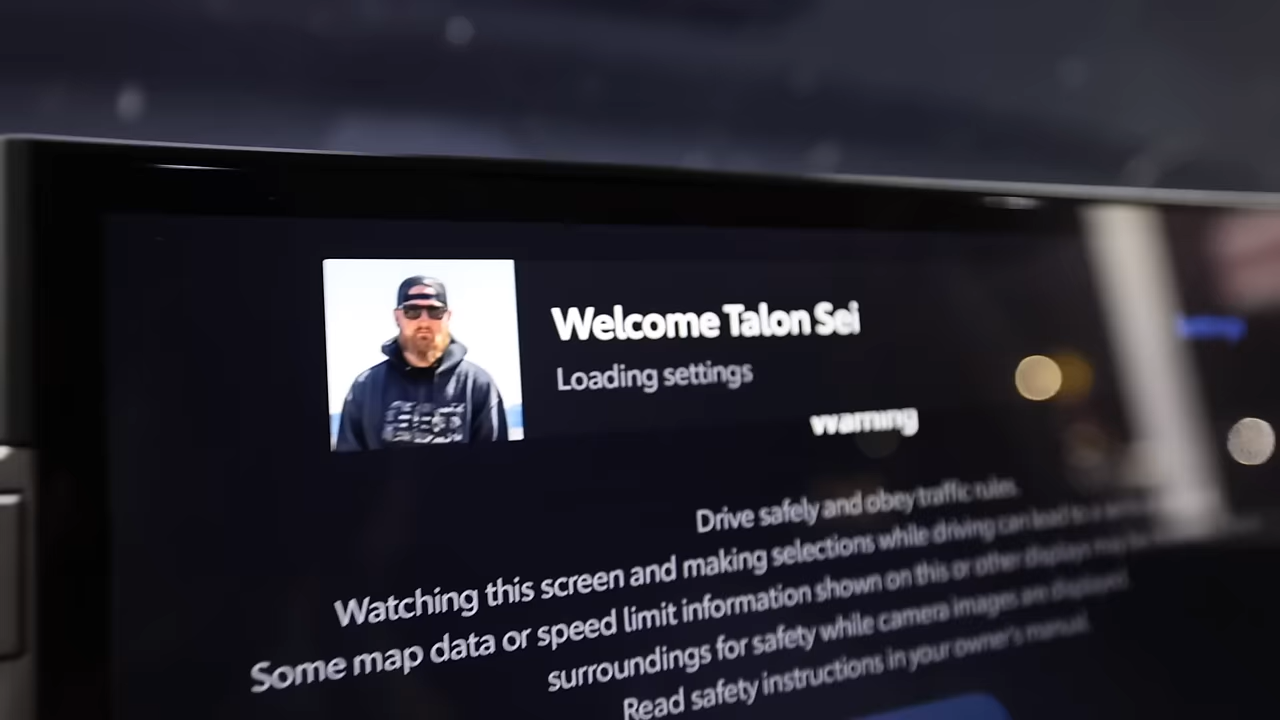 Welcome Talon Sei
Loading settings
Warning
Drive safely and obey traffic rules.
Watching this screen and making selections while driving can lead to a
Some map data or speed limit information shown on this or other displays may be
surroundings for safety while camera images are displayed.
Read safety instructions in your owner's manual.